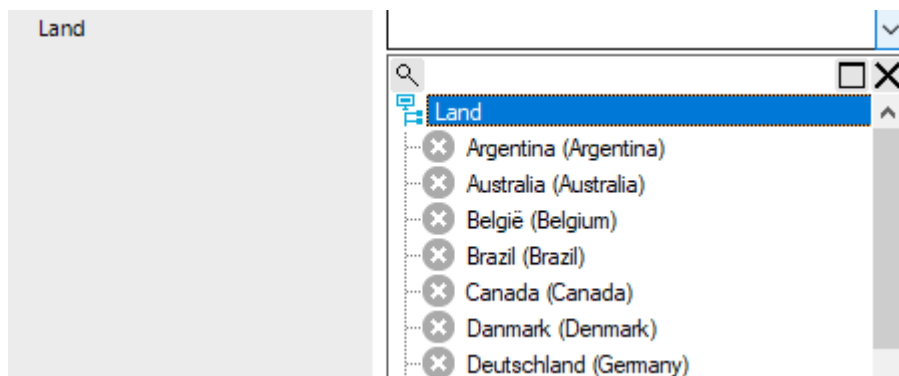 Land
Land
Argentina (Argentina)
Australia (Australia)
België (Belgium)
Brazil (Brazil)
Canada (Canada)
Danmark (Denmark)
Deutschland (Germany)